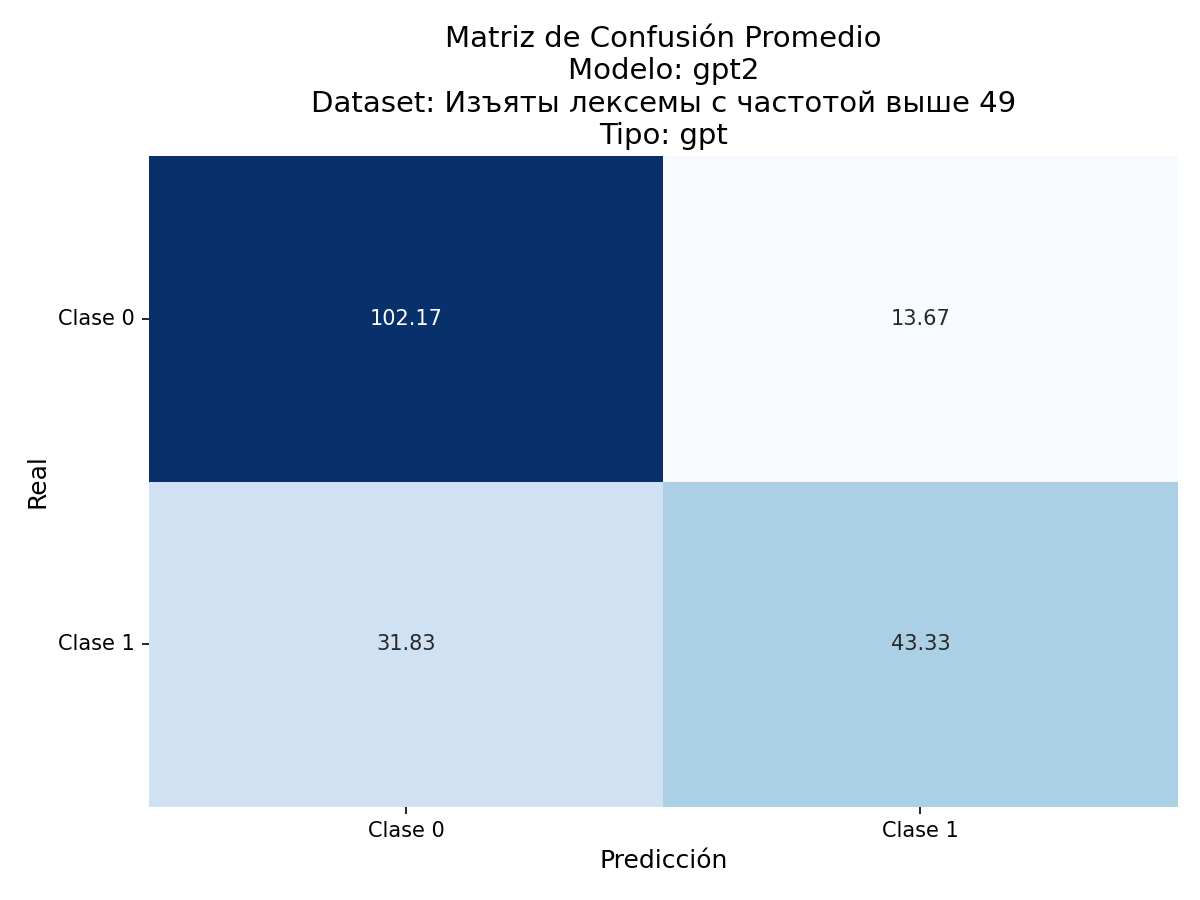 Matriz de Confusión Promedio
Modelo: gpt2
Dataset: Изъяты лексемы с частотой выше 49
Tipo: gpt
Clase 0
102.17
13.67
Real
Clase 1
31.83
43.33
Clase 0
Clase 1
Predicción